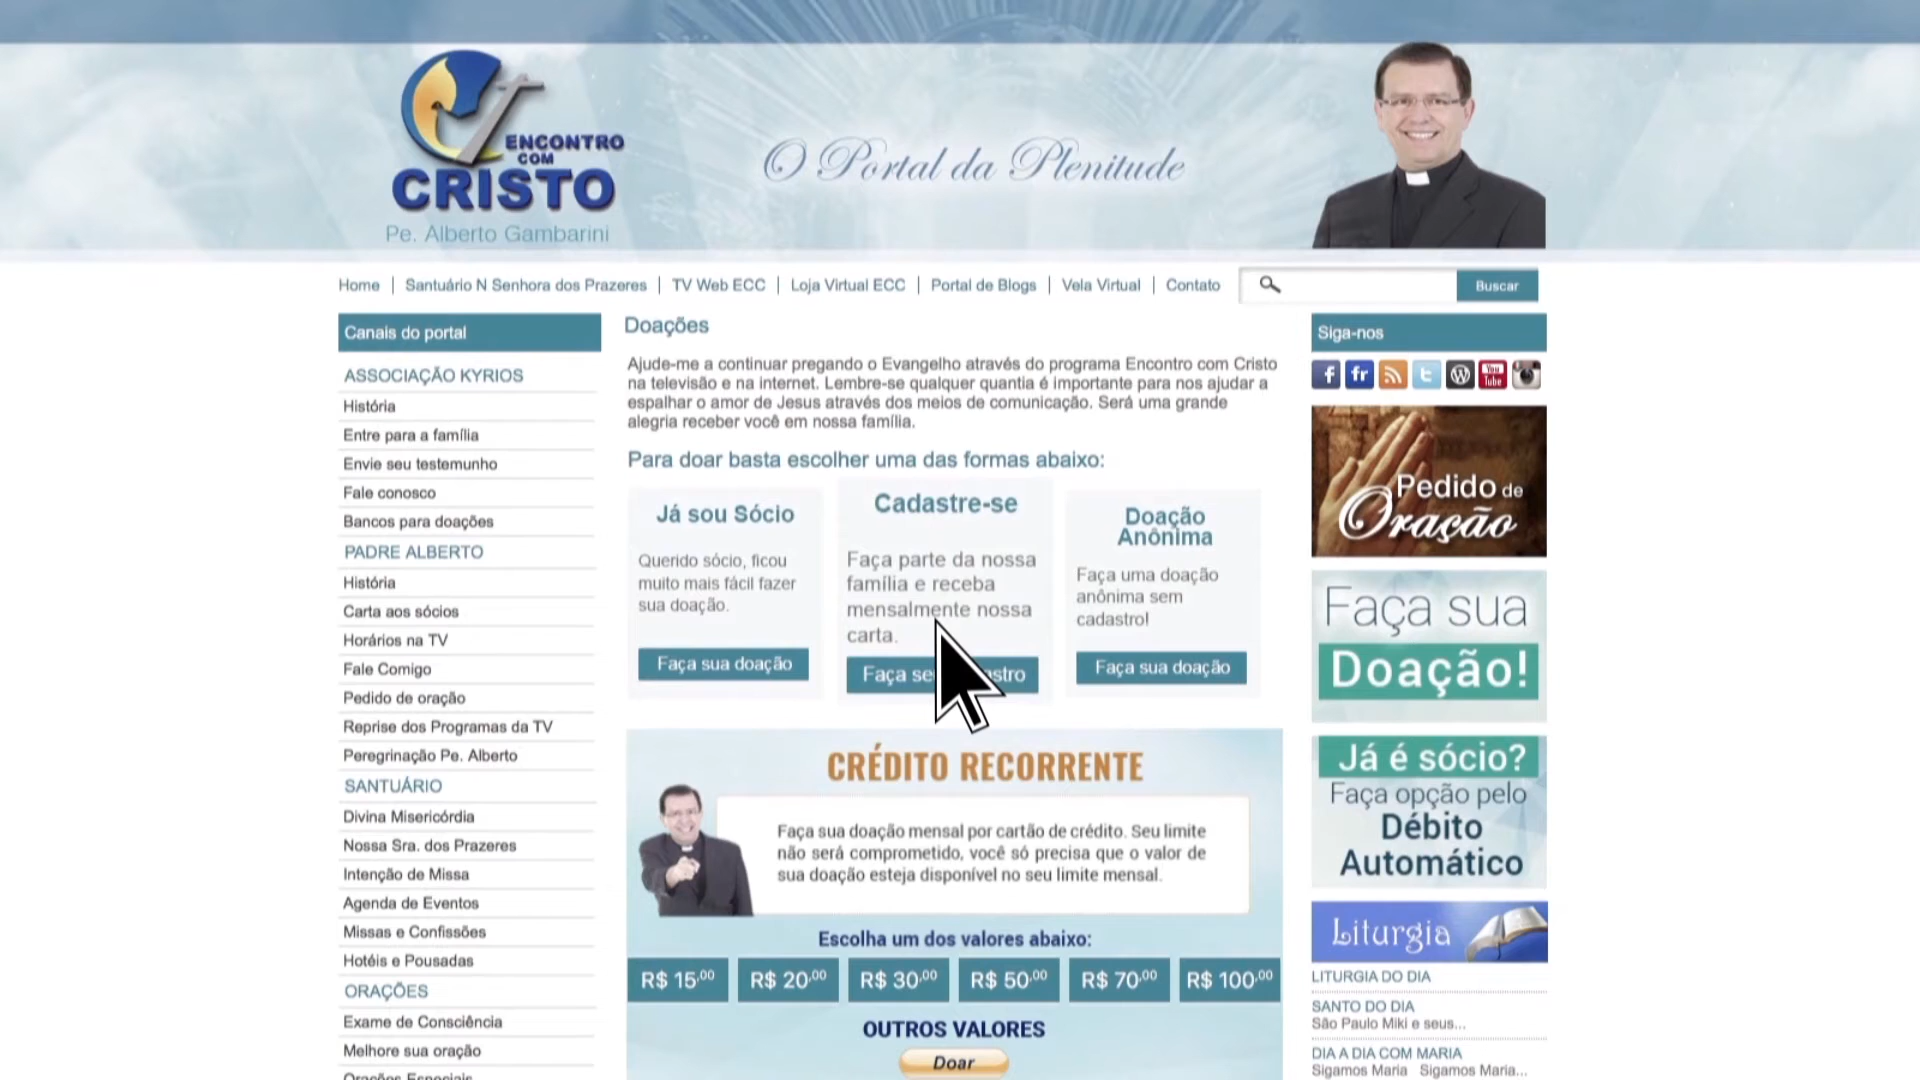 ENCONTRO
COM
CRISTO
Pe. Alberto Gambarini
O Portal da Plenitude
Home | Santuário N Senhora dos Prazeres | TV Web ECC | Loja Virtual ECC | Portal de Blogs | Vela Virtual | Contato
Buscar
Canais do portal
ASSOCIAÇÃO KYRIOS
História
Entre para a família
Envie seu testemunho
Fale conosco
Bancos para doações
PADRE ALBERTO
História
Carta aos sócios
Horários na TV
Fale Comigo
Pedido de oração
Reprise dos Programas da TV
Peregrinação Pe. Alberto
SANTUÁRIO
Divina Misericórdia
Nossa Sra. dos Prazeres
Intenção de Missa
Agenda de Eventos
Missas e Confissões
Hotéis e Pousadas
ORAÇÕES
Exame de Consciência
Melhore sua oração
Orações Especiais
Doações
Ajude-me a continuar pregando o Evangelho através do programa Encontro com Cristo
na televisão e na internet. Lembre-se qualquer quantia é importante para nos ajudar a
espalhar o amor de Jesus através dos meios de comunicação. Será uma grande
alegria receber você em nossa família.
Para doar basta escolher uma das formas abaixo:
Já sou Sócio
Querido sócio, ficou
muito mais fácil fazer
sua doação.
Faça sua doação
Cadastre-se
Faça parte da nossa
família e receba
mensalmente nossa
carta.
Faça se stro
Doação
Anônima
Faça uma doação
anônima sem
cadastro!
Faça sua doação
CRÉDITO RECORRENTE
Faça sua doação mensal por cartão de crédito. Seu limite
não será comprometido, você só precisa que o valor de
sua doação esteja disponível no seu limite mensal.
Escolha um dos valores abaixo:
R$ 15,00 R$ 20,00 R$ 30,00 R$ 50,00 R$ 70,00 R$ 100,00
OUTROS VALORES
Doar
Siga-nos
f fr t W You Tube
Pedido de
Oração
Faça sua
Doação!
Já é sócio?
Faça opção pelo
Débito
Automático
Liturgia
LITURGIA DO DIA
SANTO DO DIA
São Paulo Miki e seus...
DIA A DIA COM MARIA
Sigamos Maria Sigamos Maria...